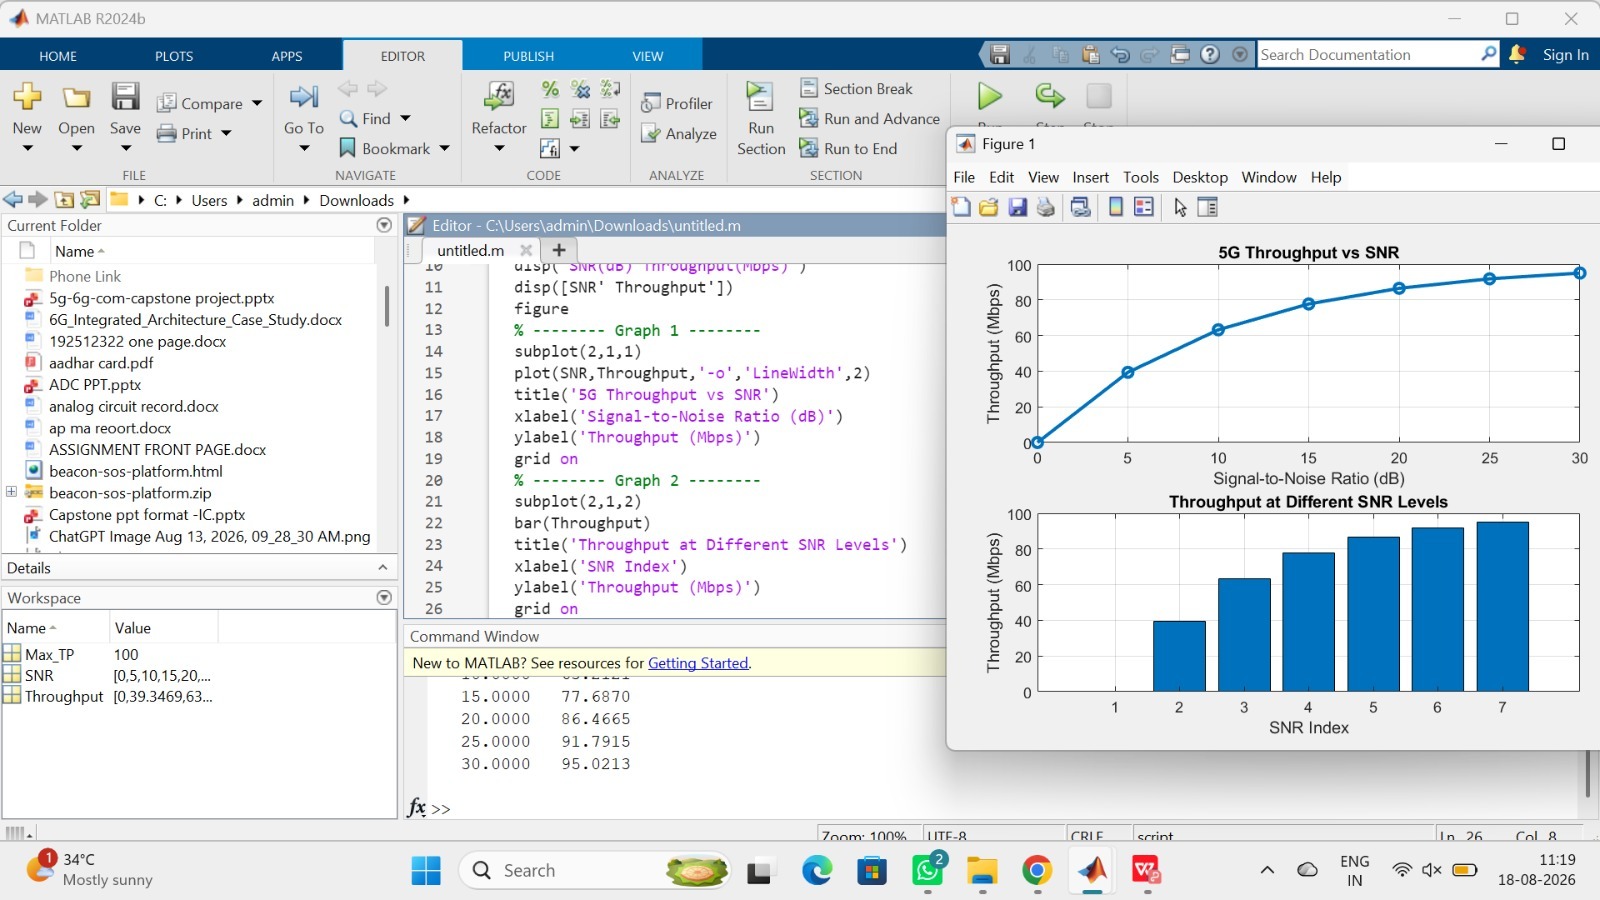 MATLAB R2024b
HOME PLOTS APPS EDITOR PUBLISH VIEW
Search Documentation
Sign In
New Open Save Compare Print
FILE
Go To Find Bookmark
NAVIGATE
Refactor
CODE
Profiler
Analyze
ANALYZE
Run Section
Section Break
Run and Advance
Run to End
SECTION
C: Users admin Downloads
Current Folder
Name
Phone Link
5g-6g-com-capstone project.pptx
6G_Integrated_Architecture_Case_Study.docx
192512322 one page.docx
aadhar card.pdf
ADC PPT.pptx
analog circuit record.docx
ap ma reoort.docx
ASSIGNMENT FRONT PAGE.docx
beacon-sos-platform.html
beacon-sos-platform.zip
Capstone ppt format -IC.pptx
ChatGPT Image Aug 13, 2026, 09_28_30 AM.png
Details
Workspace
Name Value
Max_TP 100
SNR [0,5,10,15,20,...
Throughput [0,39.3469,63...
Editor - C:\Users\admin\Downloads\untitled.m
untitled.m
10 disp('SNR(dB) Throughput(Mbps)')
11 disp([SNR' Throughput'])
12 figure
13 % -------- Graph 1 --------
14 subplot(2,1,1)
15 plot(SNR,Throughput,'-o','LineWidth',2)
16 title('5G Throughput vs SNR')
17 xlabel('Signal-to-Noise Ratio (dB)')
18 ylabel('Throughput (Mbps)')
19 grid on
20 % -------- Graph 2 --------
21 subplot(2,1,2)
22 bar(Throughput)
23 title('Throughput at Different SNR Levels')
24 xlabel('SNR Index')
25 ylabel('Throughput (Mbps)')
26 grid on
Command Window
New to MATLAB? See resources for Getting Started.
15.0000 77.6870
20.0000 86.4665
25.0000 91.7915
30.0000 95.0213
fx >>
Figure 1
File Edit View Insert Tools Desktop Window Help
5G Throughput vs SNR
Throughput (Mbps)
100
80
60
40
20
0
0 5 10 15 20 25 30
Signal-to-Noise Ratio (dB)
Throughput at Different SNR Levels
Throughput (Mbps)
100
80
60
40
20
0
1 2 3 4 5 6 7
SNR Index
Zoom: 100% UTF-8 CRLF script Ln 26 Col 8
1
34°C
Mostly sunny
Search
2
ENG
IN
11:19
18-08-2026